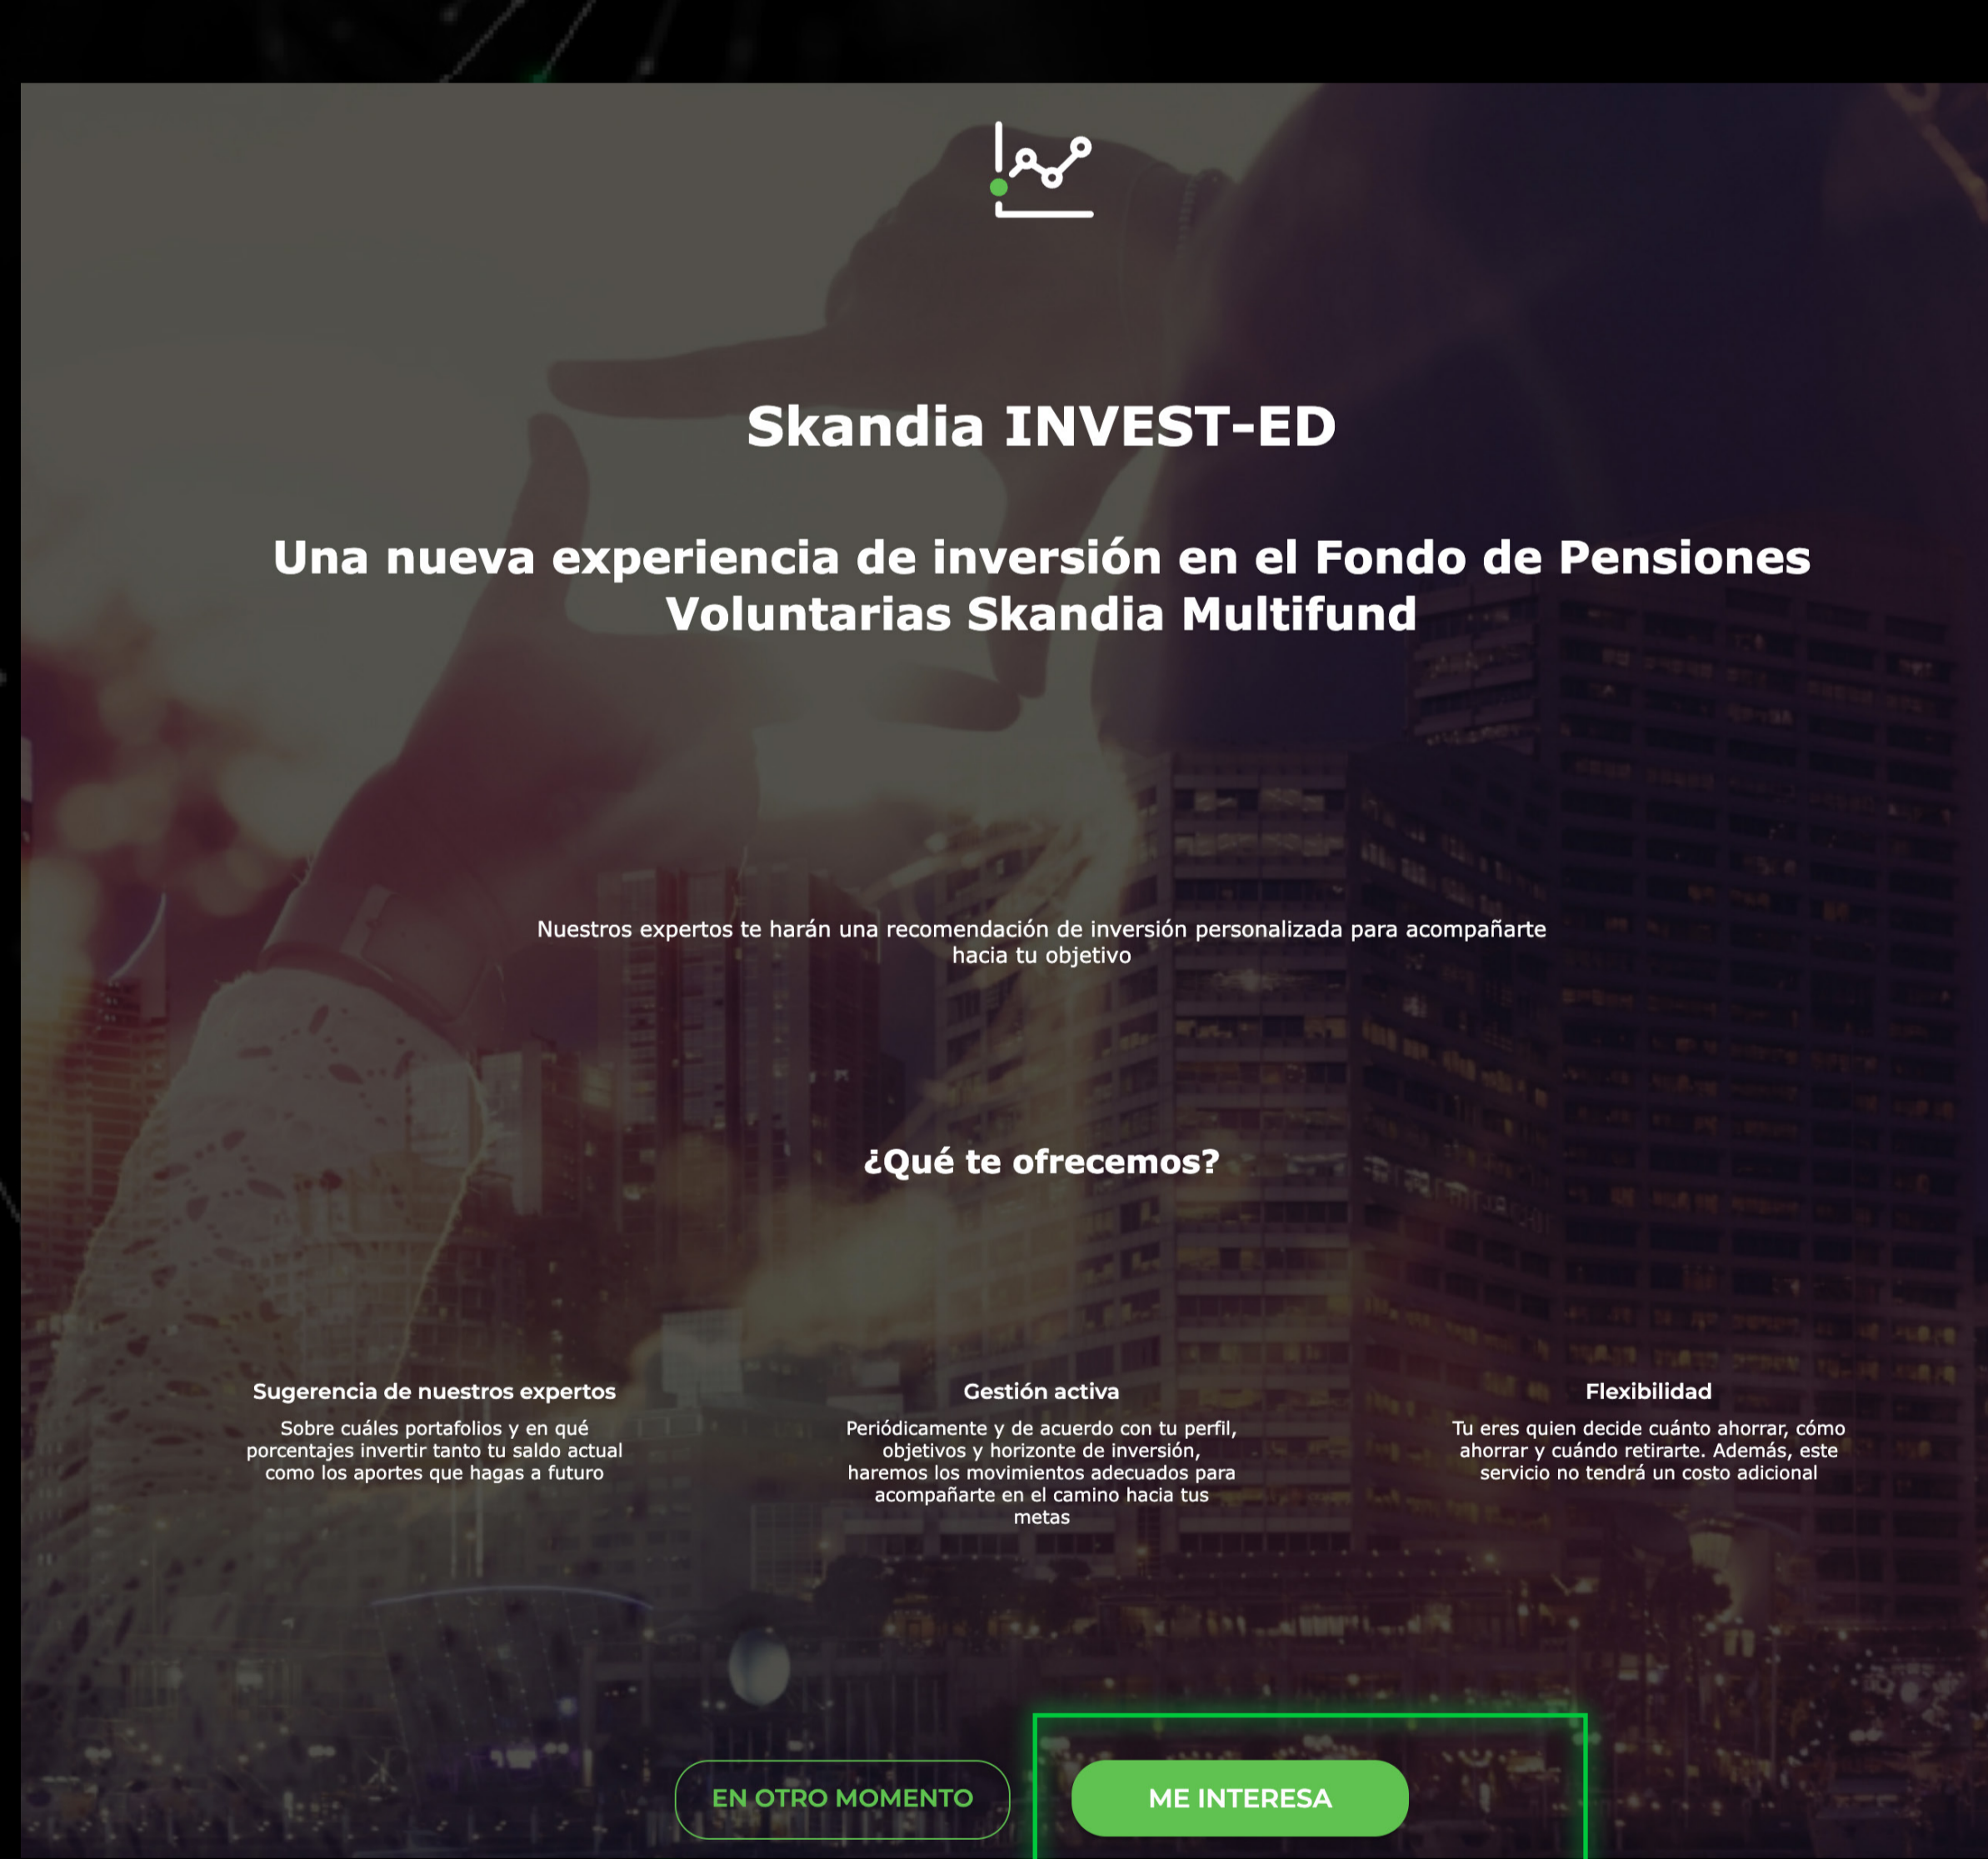 Skandia INVEST-ED
Una nueva experiencia de inversión en el Fondo de Pensiones
Voluntarias Skandia Multifund
Nuestros expertos te harán una recomendación de inversión personalizada para acompañarte
hacia tu objetivo
¿Qué te ofrecemos?
Sugerencia de nuestros expertos
Sobre cuáles portafolios y en qué
porcentajes invertir tanto tu saldo actual
como los aportes que hagas a futuro
Gestión activa
Periódicamente y de acuerdo con tu perfil,
objetivos y horizonte de inversión,
haremos los movimientos adecuados para
acompañarte en el camino hacia tus
metas
Flexibilidad
Tu eres quien decide cuánto ahorrar, cómo
ahorrar y cuándo retirarte. Además, este
servicio no tendrá un costo adicional
EN OTRO MOMENTO
ME INTERESA